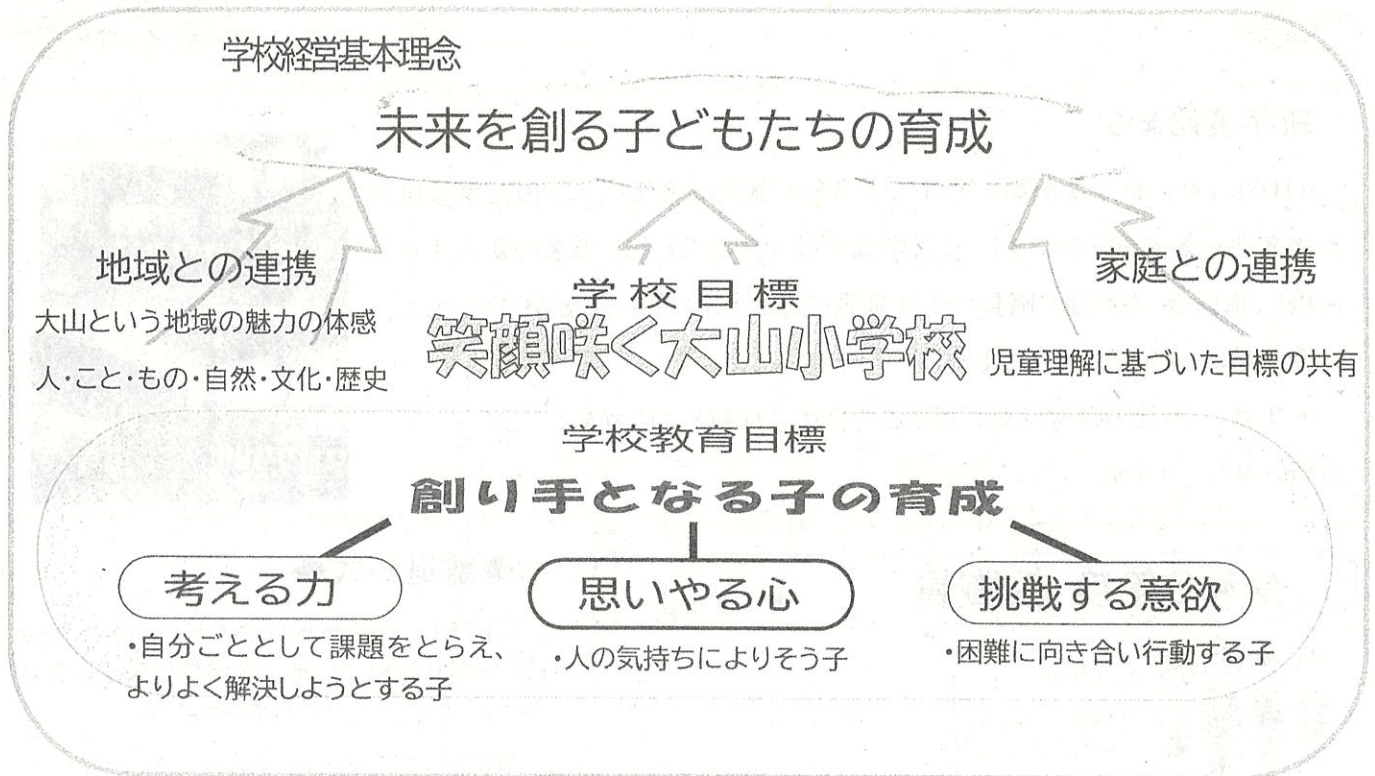 学校経営基本理念
未来を創る子どもたちの育成
地域との連携
大山という地域の魅力の体感
人・こと・もの・自然・文化・歴史
学校目標
笑顔咲く大山小学校
家庭との連携
児童理解に基づいた目標の共有
学校教育目標
創り手となる子の育成
考える力
・自分ごととして課題をとらえ、
よりよく解決しようとする子
思いやる心
・人の気持ちによりそう子
挑戦する意欲
・困難に向き合い行動する子